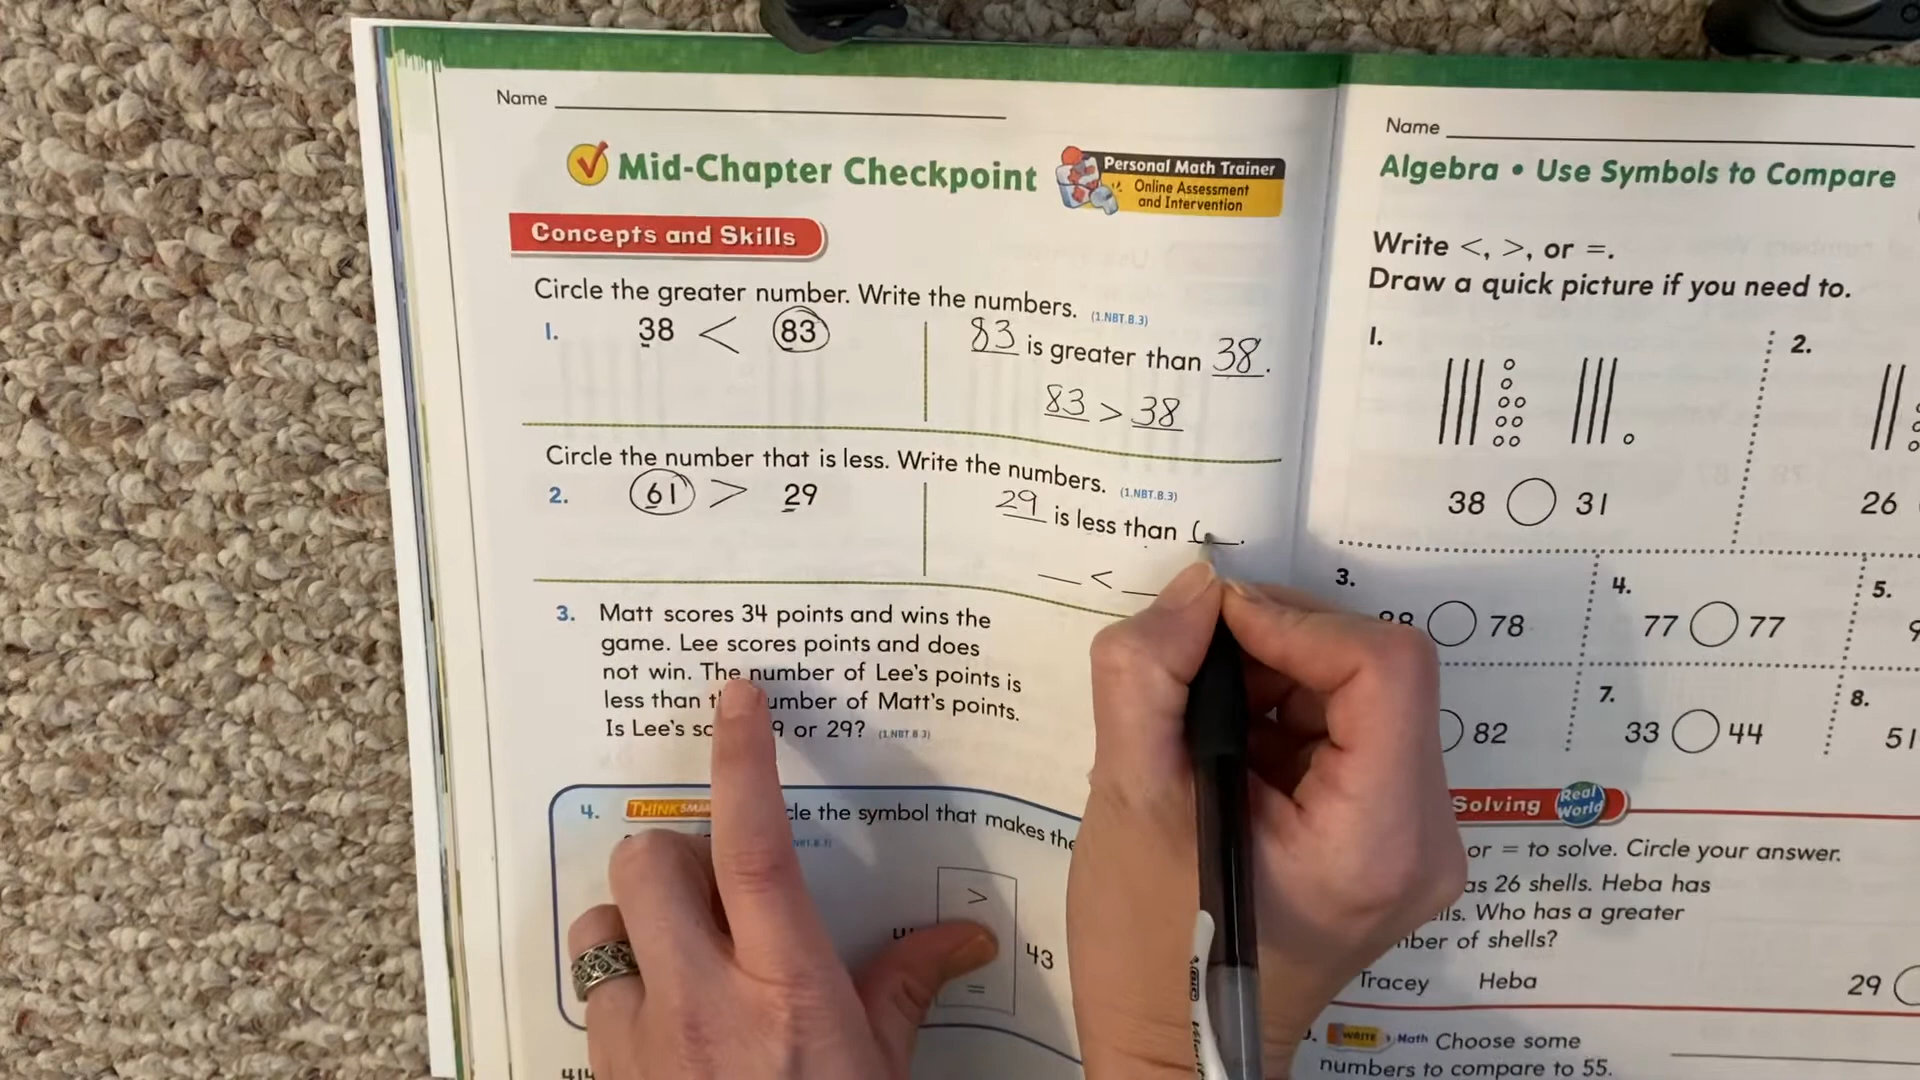 Name
Mid-Chapter Checkpoint
Personal Math Trainer
Online Assessment
and Intervention
Concepts and Skills
Circle the greater number. Write the numbers. (1.NBT.B.3)
1. 38 < 83
83 is greater than 38.
83 > 38
Circle the number that is less. Write the numbers. (1.NBT.B.3)
2. 61 > 29
29 is less than
<
3. Matt scores 34 points and wins the
game. Lee scores points and does
not win. The number of Lee's points is
less than number of Matt's points.
Is Lee's or 29? (1.NBT.B.3)
4. THINK SMARTER the symbol that makes the
>
43
=
Name
Algebra • Use Symbols to Compare
Write <, >, or =.
Draw a quick picture if you need to.
1.
38 31
2.
26
3.
78
4.
77 77
5.
82
7.
33 44
8.
51
Solving Real World
or = to solve. Circle your answer.
26 shells. Heba has
Who has a greater
of shells?
Tracey Heba
29
WRITE Math Choose some
numbers to compare to 55.